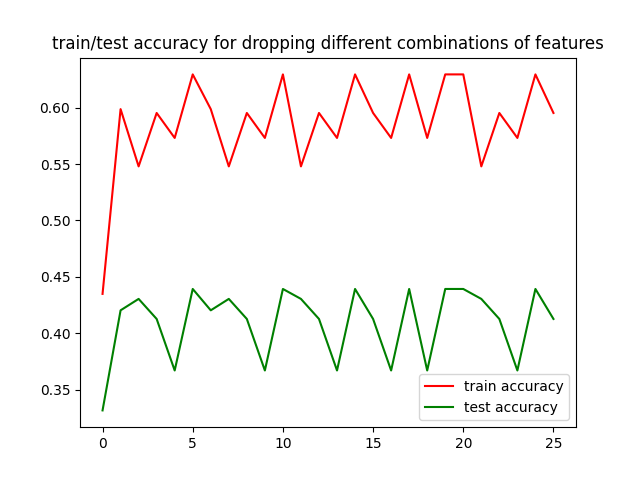 train/test accuracy for dropping different combinations of features
0.60
0.55
0.50
0.45
0.40
0.35
train accuracy
test accuracy
0 5 10 15 20 25